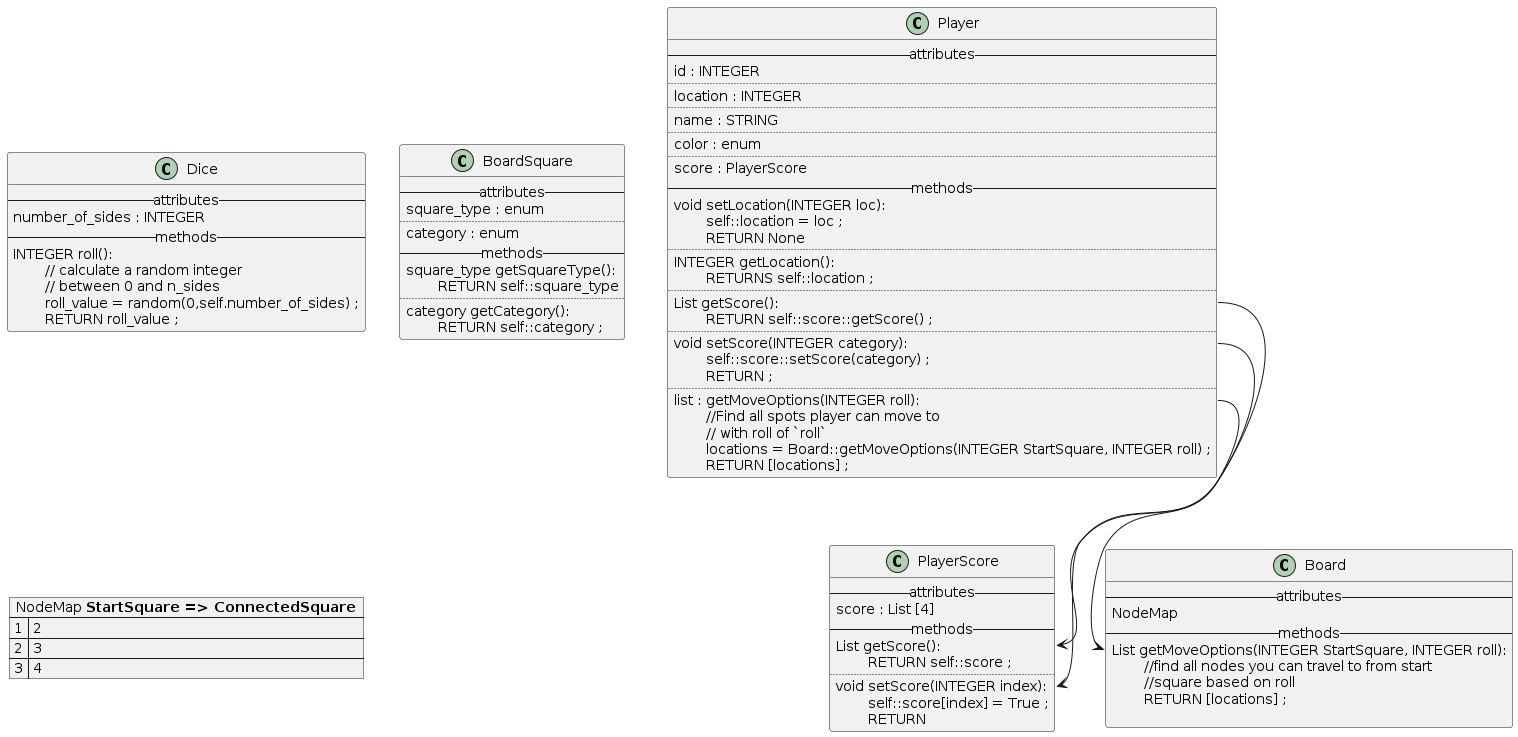 C Dice
attributes
number_of_sides : INTEGER
methods
INTEGER roll():
// calculate a random integer
// between 0 and n_sides
roll_value = random(0,self.number_of_sides) ;
RETURN roll_value ;
C BoardSquare
attributes
square_type : enum
category : enum
methods
square_type getSquareType():
RETURN self::square_type
category getCategory():
RETURN self::category ;
C Player
attributes
id : INTEGER
location : INTEGER
name : STRING
color : enum
score : PlayerScore
methods
void setLocation(INTEGER loc):
self::location = loc ;
RETURN None
INTEGER getLocation():
RETURNS self::location ;
List getScore():
RETURN self::score::getScore() ;
void setScore(INTEGER category):
self::score::setScore(category) ;
RETURN ;
list : getMoveOptions(INTEGER roll):
//Find all spots player can move to
// with roll of `roll`
locations = Board::getMoveOptions(INTEGER StartSquare, INTEGER roll) ;
RETURN [locations] ;
NodeMap StartSquare => ConnectedSquare
1 2
2 3
3 4
C PlayerScore
attributes
score : List [4]
methods
List getScore():
RETURN self::score ;
void setScore(INTEGER index):
self::score[index] = True ;
RETURN
C Board
attributes
NodeMap
methods
List getMoveOptions(INTEGER StartSquare, INTEGER roll):
//find all nodes you can travel to from start
//square based on roll
RETURN [locations] ;